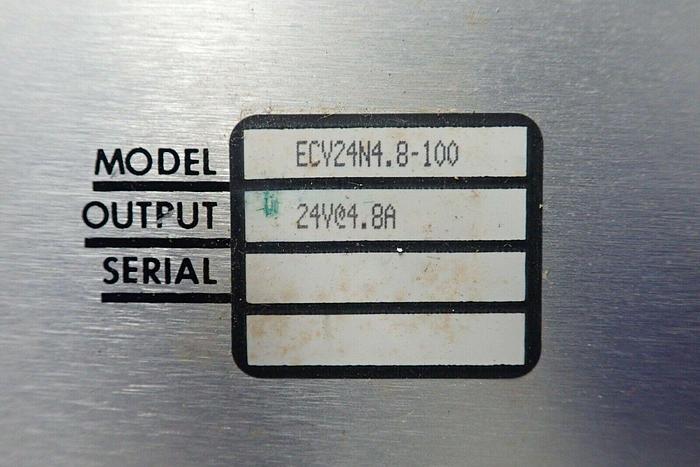 MODEL ECV24N4.8-100
OUTPUT 24V@4.8A
SERIAL